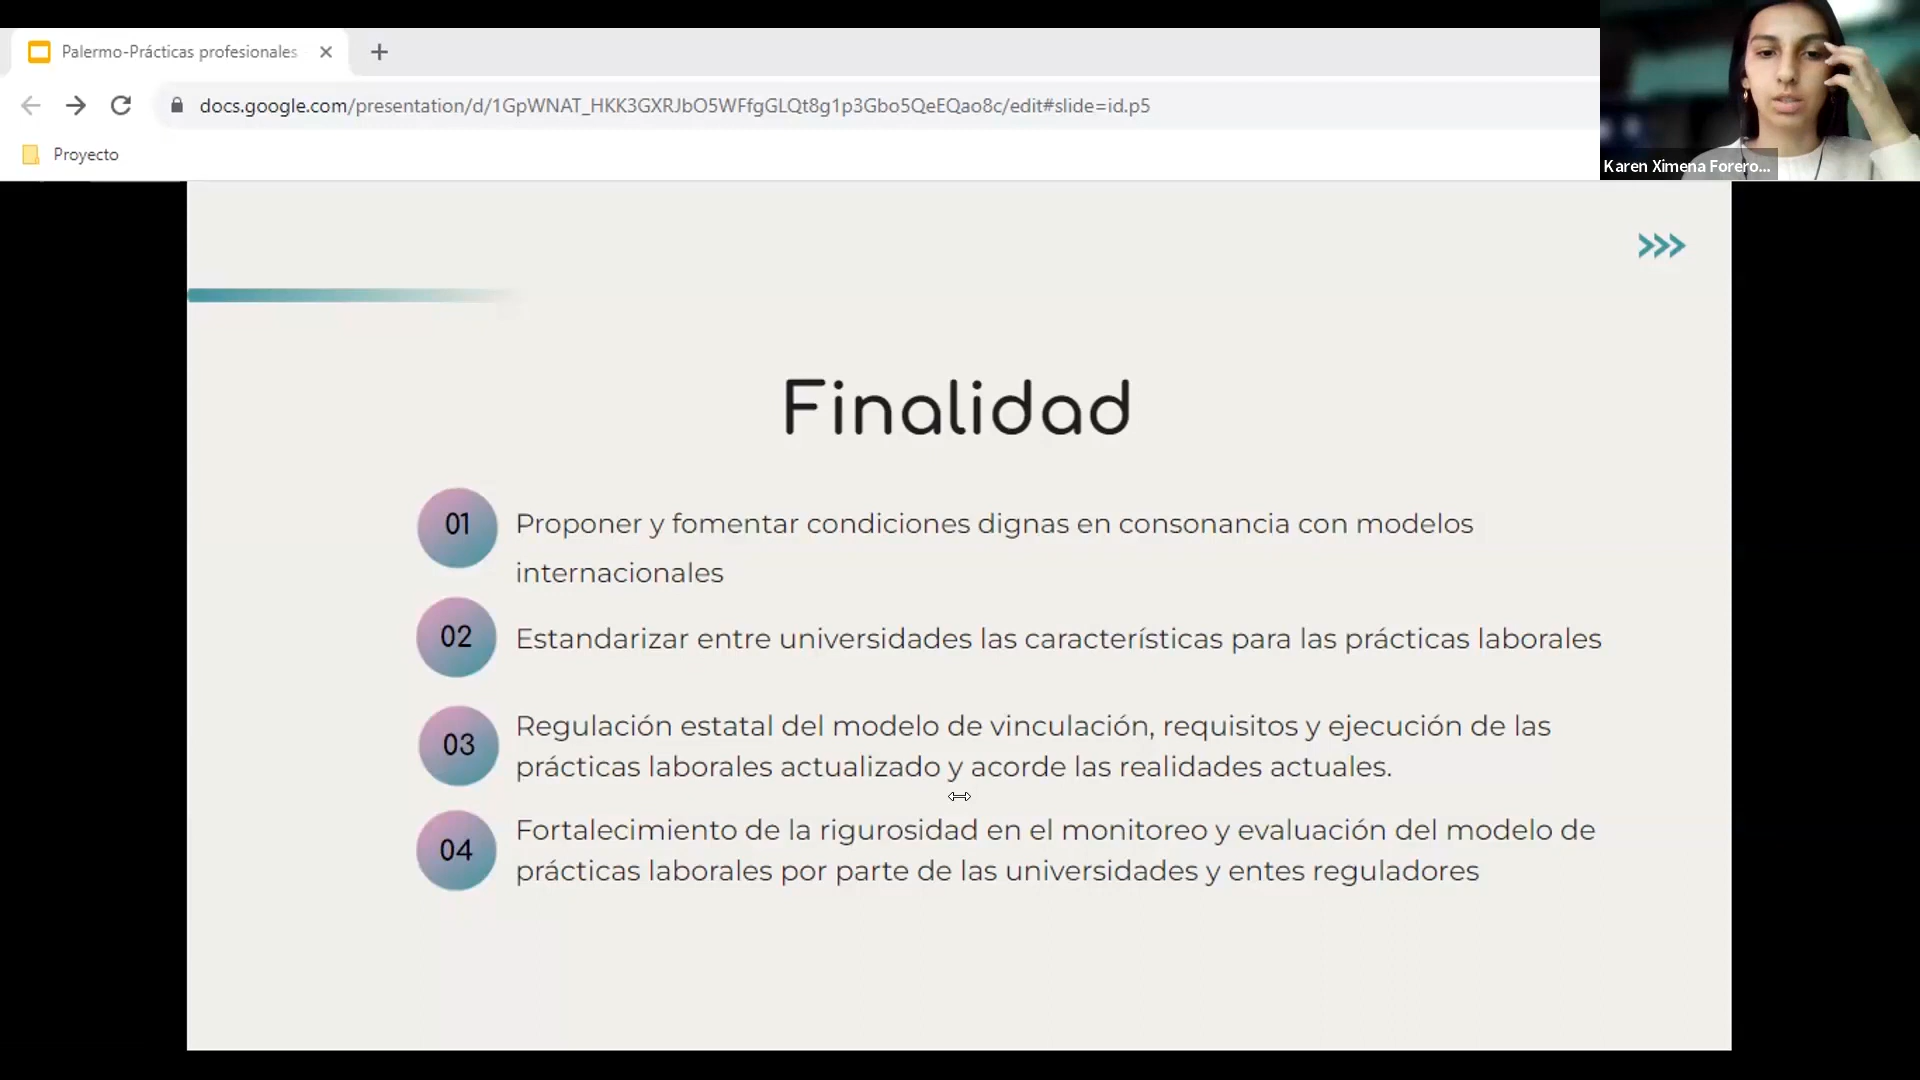 Palermo-Prácticas profesionales
docs.google.com/presentation/d/1GpWNAT_HKK3GXRJbO5WFfgGLQt8g1p3Gbo5QeEQao8c/edit#slide=id.p5
Proyecto
Karen Ximena Forero...
Finalidad
01 Proponer y fomentar condiciones dignas en consonancia con modelos
internacionales
02 Estandarizar entre universidades las características para las prácticas laborales
03 Regulación estatal del modelo de vinculación, requisitos y ejecución de las
prácticas laborales actualizado y acorde las realidades actuales.
04 Fortalecimiento de la rigurosidad en el monitoreo y evaluación del modelo de
prácticas laborales por parte de las universidades y entes reguladores